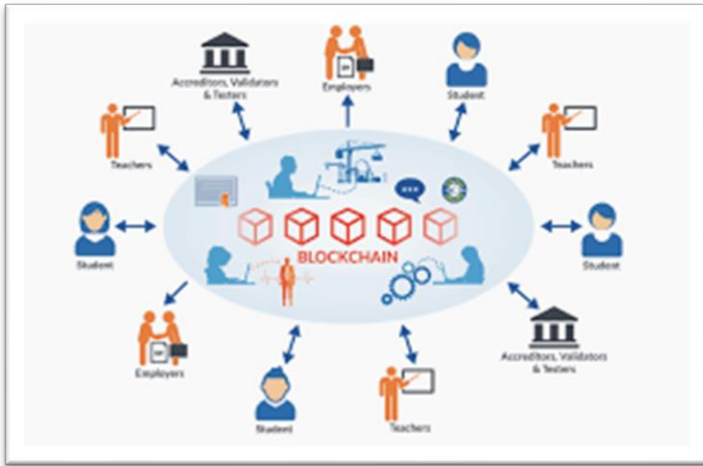 Employers
Accreditors, Validators
& Testers
Student
Teachers
Teachers
Student
Student
BLOCKCHAIN
Employers
Accreditors, Validators
& Testers
Student
Teachers